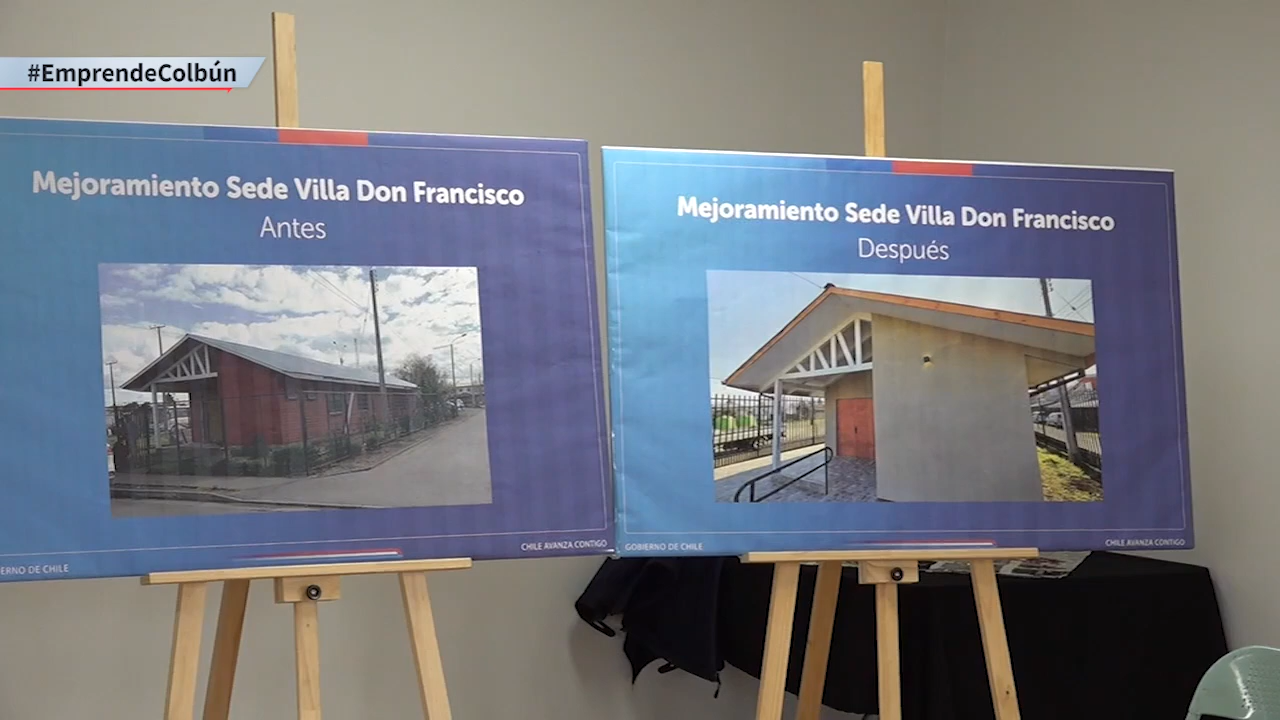 #EmprendeColbún
Mejoramiento Sede Villa Don Francisco
Antes
ERNO DE CHILE
CHILE AVANZA CONTIGO
Mejoramiento Sede Villa Don Francisco
Después
GOBIERNO DE CHILE
CHILE AVANZA CONTIGO